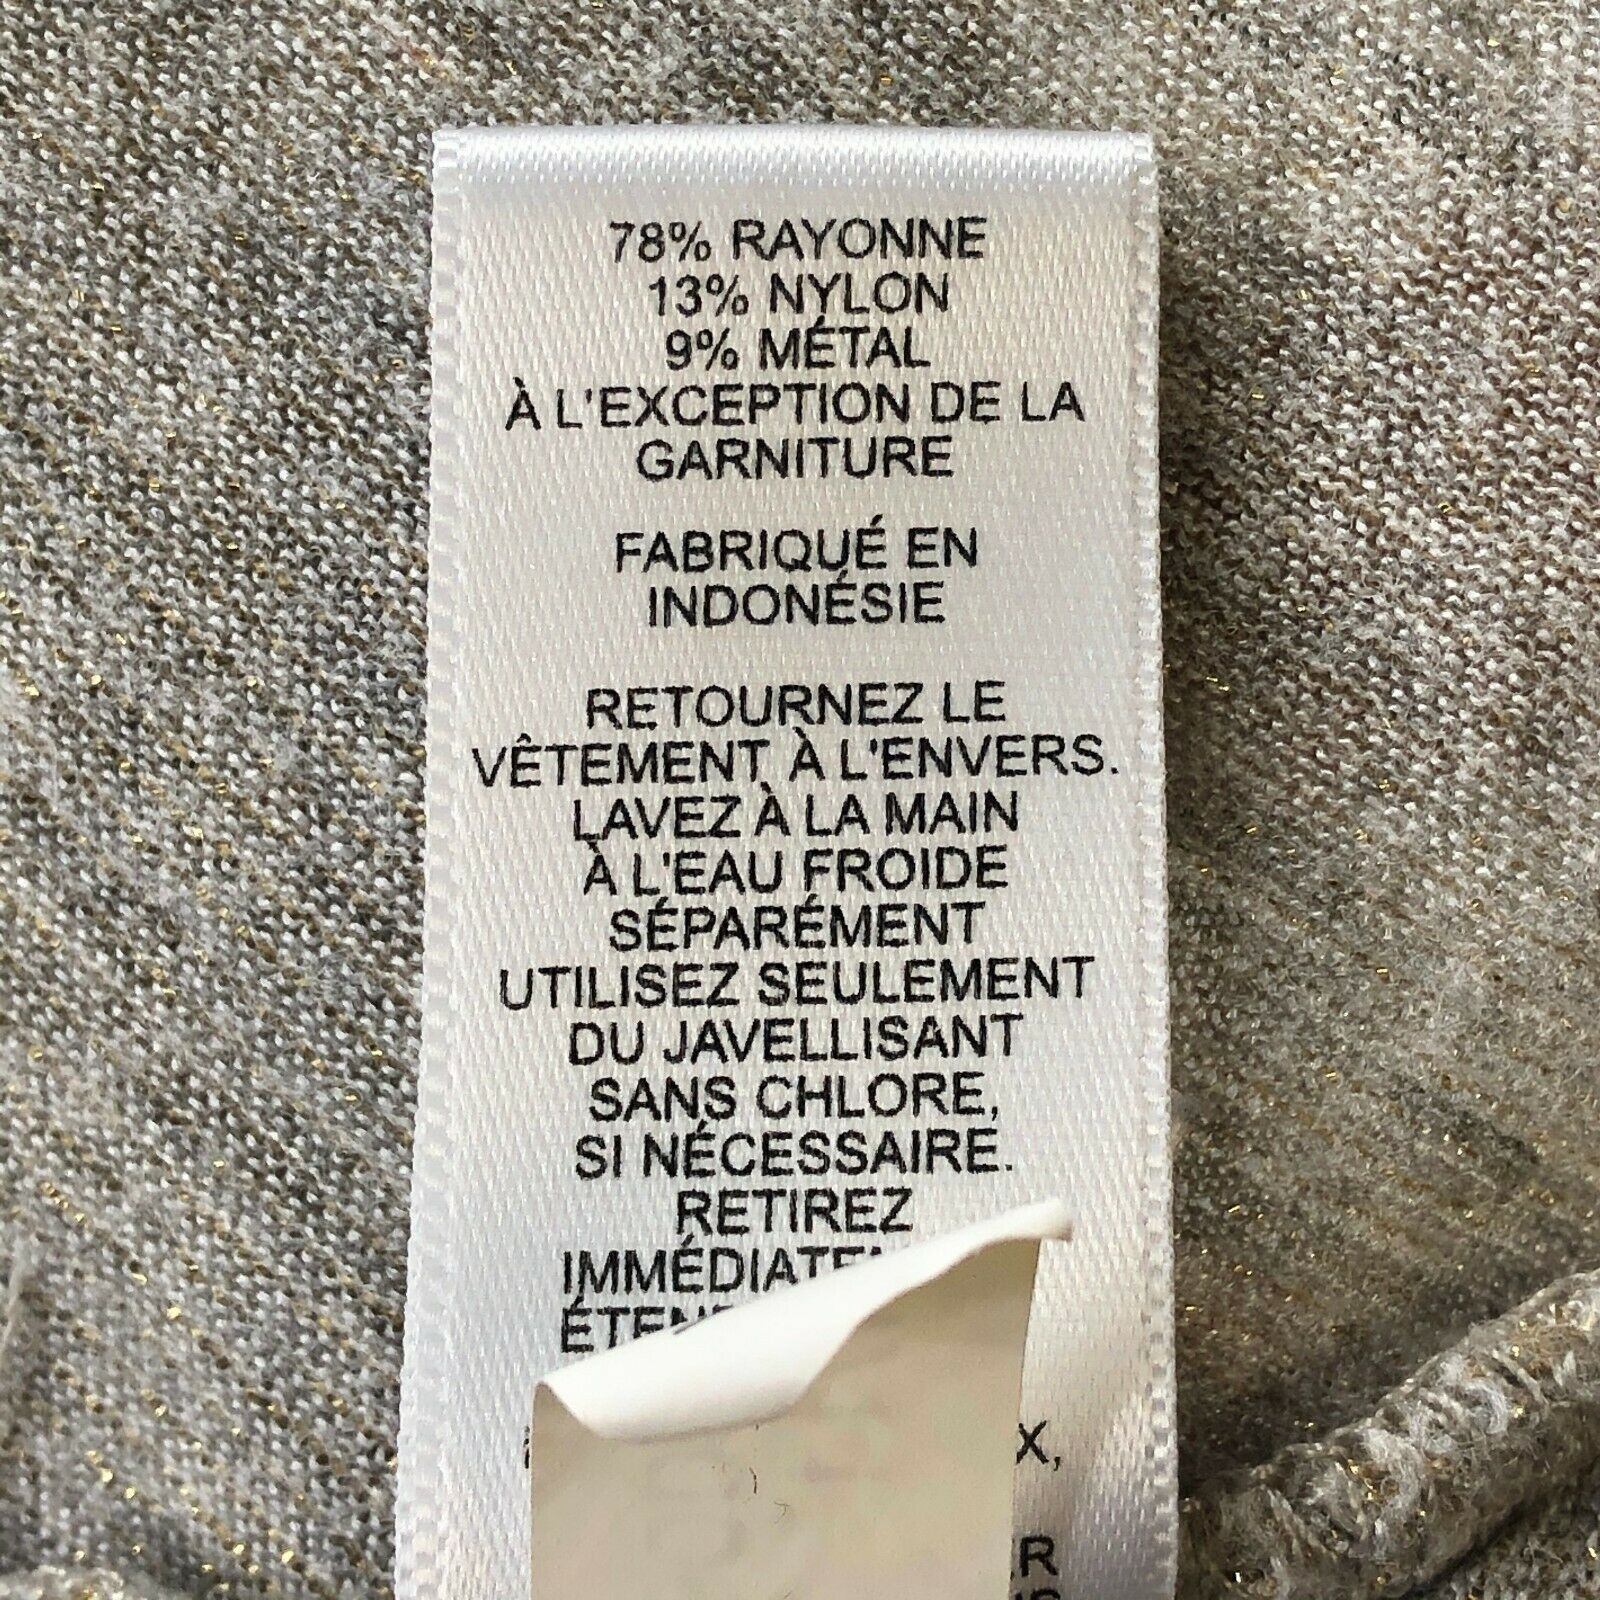 78% RAYONNE
13% NYLON
9% MÉTAL
À L'EXCEPTION DE LA
GARNITURE
FABRIQUÉ EN
INDONÉSIE
RETOURNEZ LE
VÊTEMENT À L'ENVERS.
LAVEZ À LA MAIN
À L'EAU FROIDE
SÉPARÉMENT
UTILISEZ SEULEMENT
DU JAVELLISANT
SANS CHLORE,
SI NÉCESSAIRE.
RETIREZ